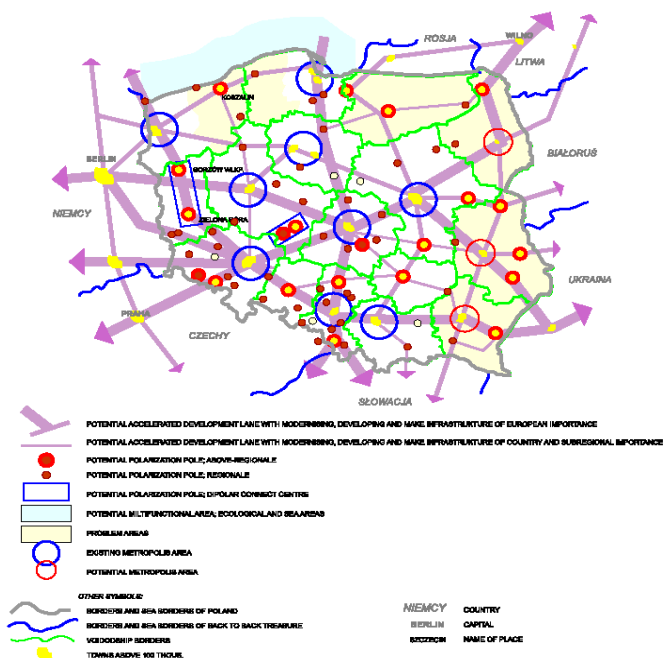 ROSJA
WILNO
LITWA
KOSZALIN
BIAŁORUŚ
BERLIN
GORZÓW WLKP.
NIEMCY
ZIELONA GÓRA
UKRAINA
PRAHA
CZECHY
SŁOWACJA
POTENTIAL ACCELERATED DEVELOPMENT LANE WITH MODERNISING, DEVELOPING AND MAKE INFRASTRUKTURE OF EUROPEAN IMPORTANCE
POTENTIAL ACCELERATED DEVELOPMENT LANE WITH MODERNISING, DEVELOPING AND MAKE INFRASTRUKTURE OF COUNTRY AND SUBREGIONAL IMPORTANCE
POTENTIAL POLARIZATION POLE; ABOVE-REGIONALE
POTENTIAL POLARIZATION POLE; REGIONALE
POTENTIAL POLARIZATION POLE; DIPOLAR CONNECT CENTRE
POTENTIAL MILTIFUNCTIONAL AREA; ECOLOGICAL AND SEA AREAS
PROBLEM AREAS
EXISTING METROPOLIS AREA
POTENTIAL METROPOLIS AREA
OTHER SYMBOLS:
BORDERS AND SEA BORDERS OF POLAND
NIEMCY COUNTRY
BORDERS AND SEA BORDERS OF BACK TO BACK TREASURE
BERLIN CAPITAL
VOIDODSHIP BORDERS
SZCZECIN NAME OF PLACE
TOWNS ABOVE 100 THOUS.